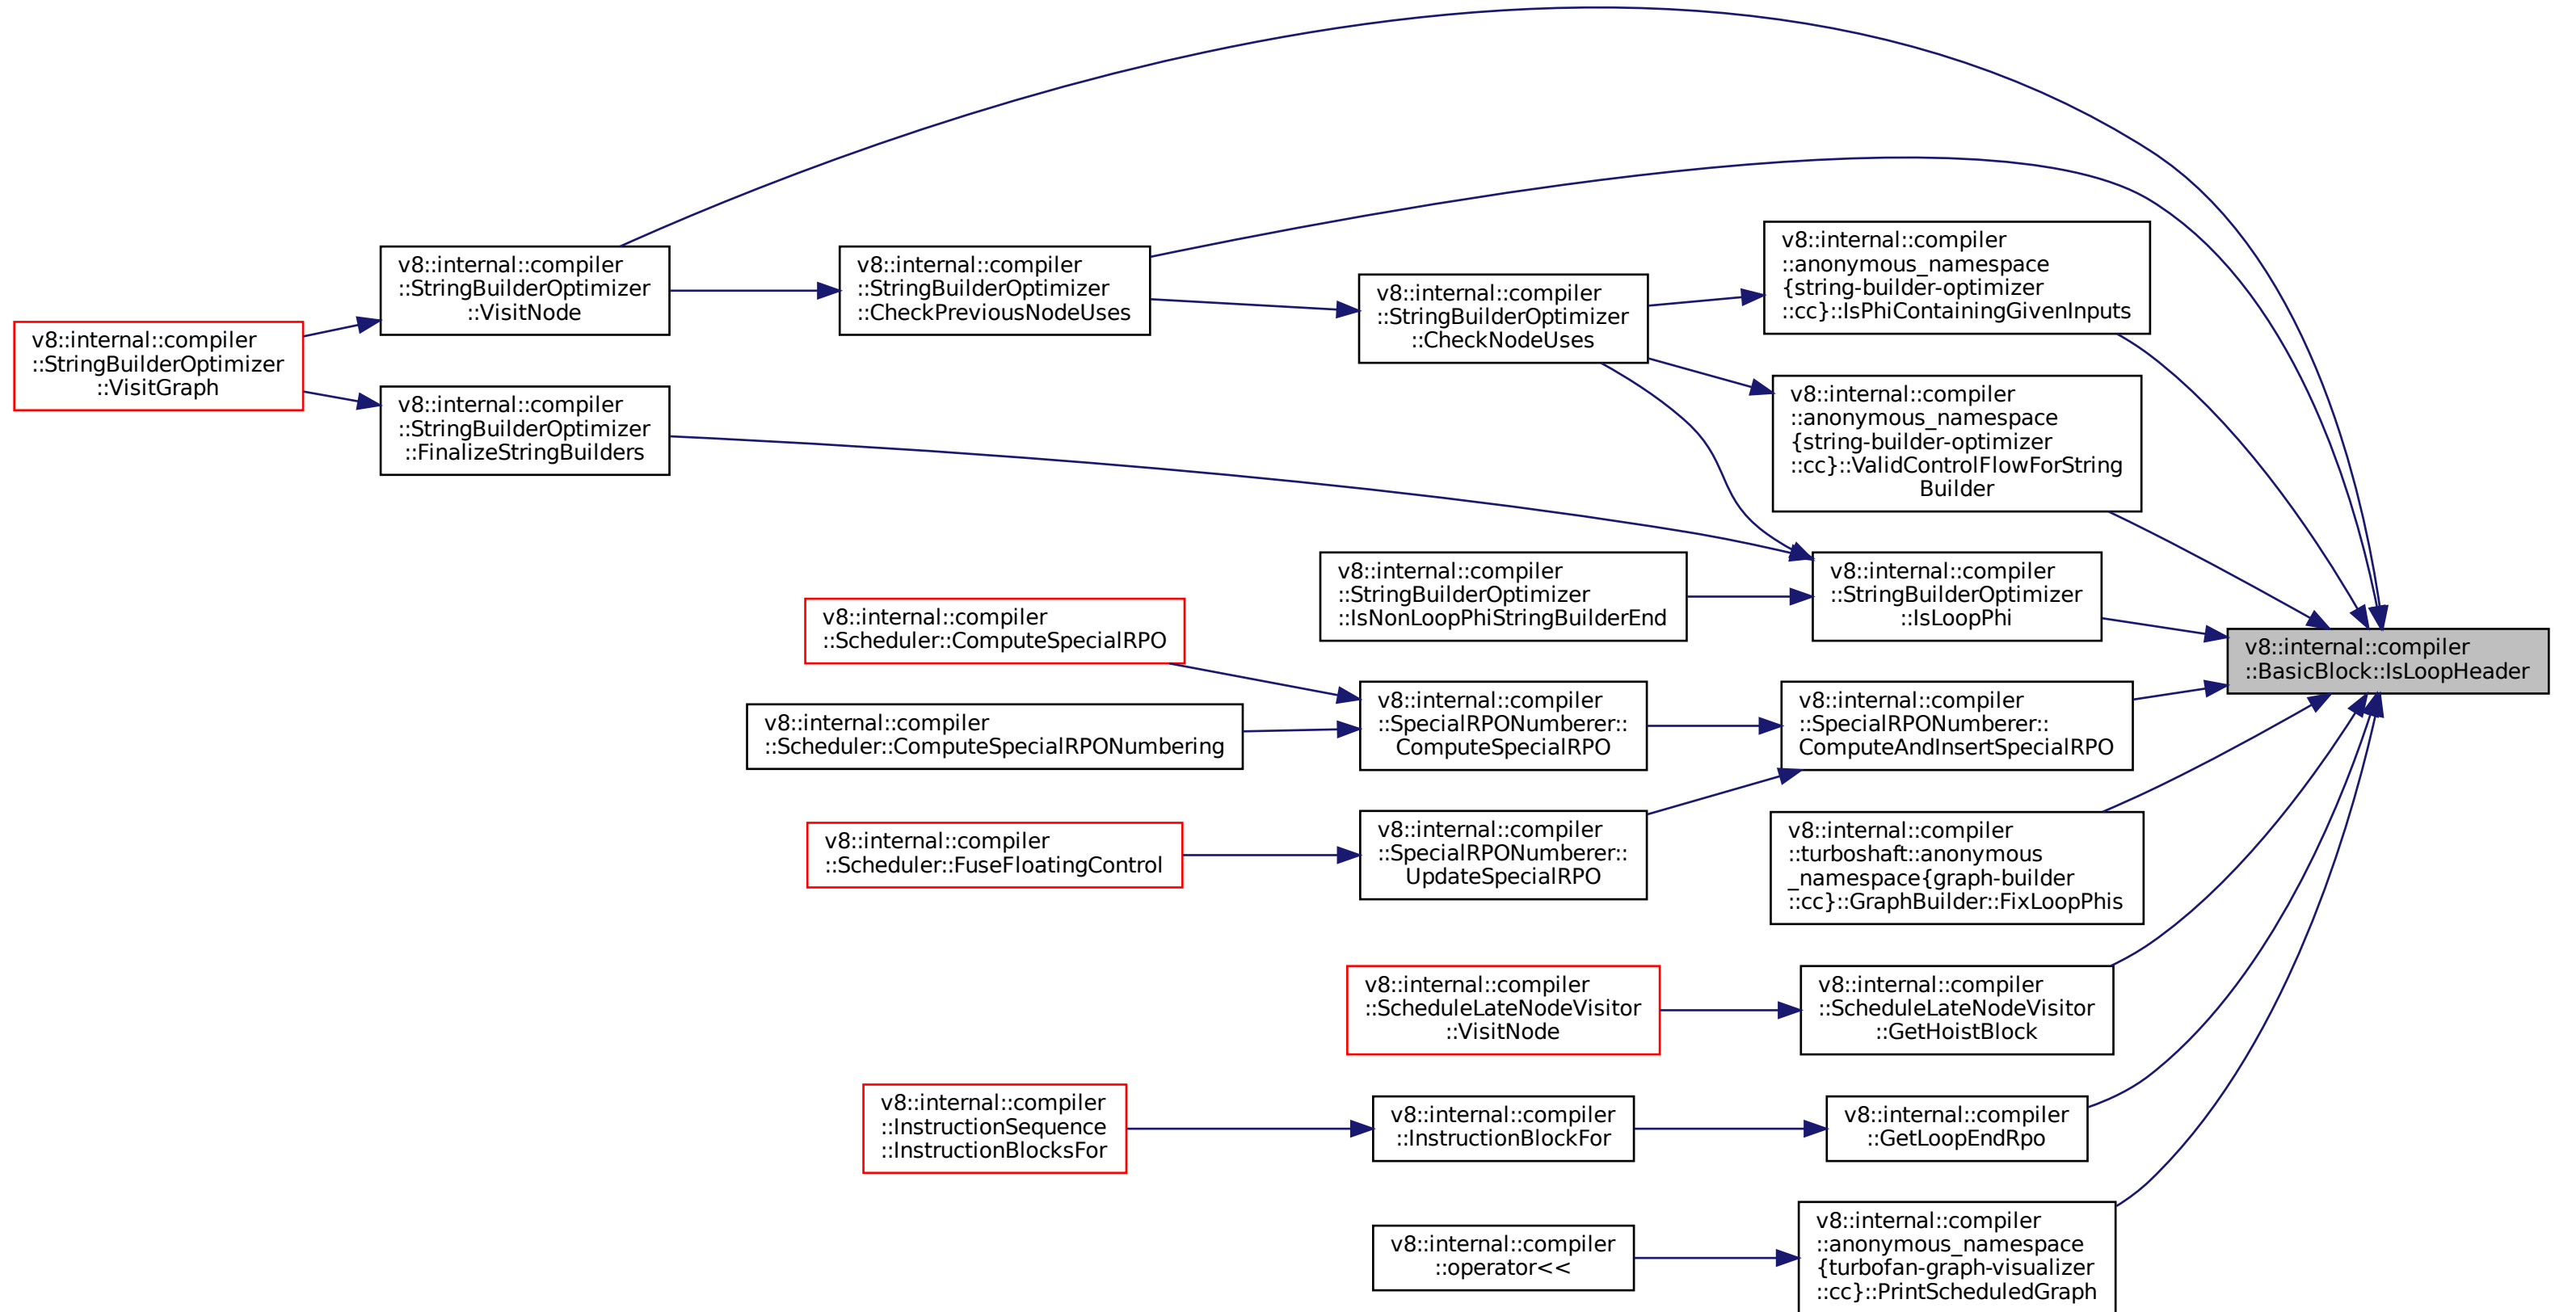 v8::internal::compiler
::StringBuilderOptimizer
::VisitGraph
v8::internal::compiler
::StringBuilderOptimizer
::VisitNode
v8::internal::compiler
::StringBuilderOptimizer
::FinalizeStringBuilders
v8::internal::compiler
::StringBuilderOptimizer
::CheckPreviousNodeUses
v8::internal::compiler
::StringBuilderOptimizer
::CheckNodeUses
v8::internal::compiler
::anonymous_namespace
{string-builder-optimizer
::cc}::IsPhiContainingGivenInputs
v8::internal::compiler
::anonymous_namespace
{string-builder-optimizer
::cc}::ValidControlFlowForString
Builder
v8::internal::compiler
::StringBuilderOptimizer
::IsNonLoopPhiStringBuilderEnd
v8::internal::compiler
::StringBuilderOptimizer
::IsLoopPhi
v8::internal::compiler
::BasicBlock::IsLoopHeader
v8::internal::compiler
::Scheduler::ComputeSpecialRPO
v8::internal::compiler
::Scheduler::ComputeSpecialRPONumbering
v8::internal::compiler
::SpecialRPONumberer::
ComputeSpecialRPO
v8::internal::compiler
::SpecialRPONumberer::
ComputeAndInsertSpecialRPO
v8::internal::compiler
::Scheduler::FuseFloatingControl
v8::internal::compiler
::SpecialRPONumberer::
UpdateSpecialRPO
v8::internal::compiler
::turboshaft::anonymous
_namespace{graph-builder
::cc}::GraphBuilder::FixLoopPhis
v8::internal::compiler
::ScheduleLateNodeVisitor
::VisitNode
v8::internal::compiler
::ScheduleLateNodeVisitor
::GetHoistBlock
v8::internal::compiler
::InstructionSequence
::InstructionBlocksFor
v8::internal::compiler
::InstructionBlockFor
v8::internal::compiler
::GetLoopEndRpo
v8::internal::compiler
::operator<<
v8::internal::compiler
::anonymous_namespace
{turbofan-graph-visualizer
::cc}::PrintScheduledGraph